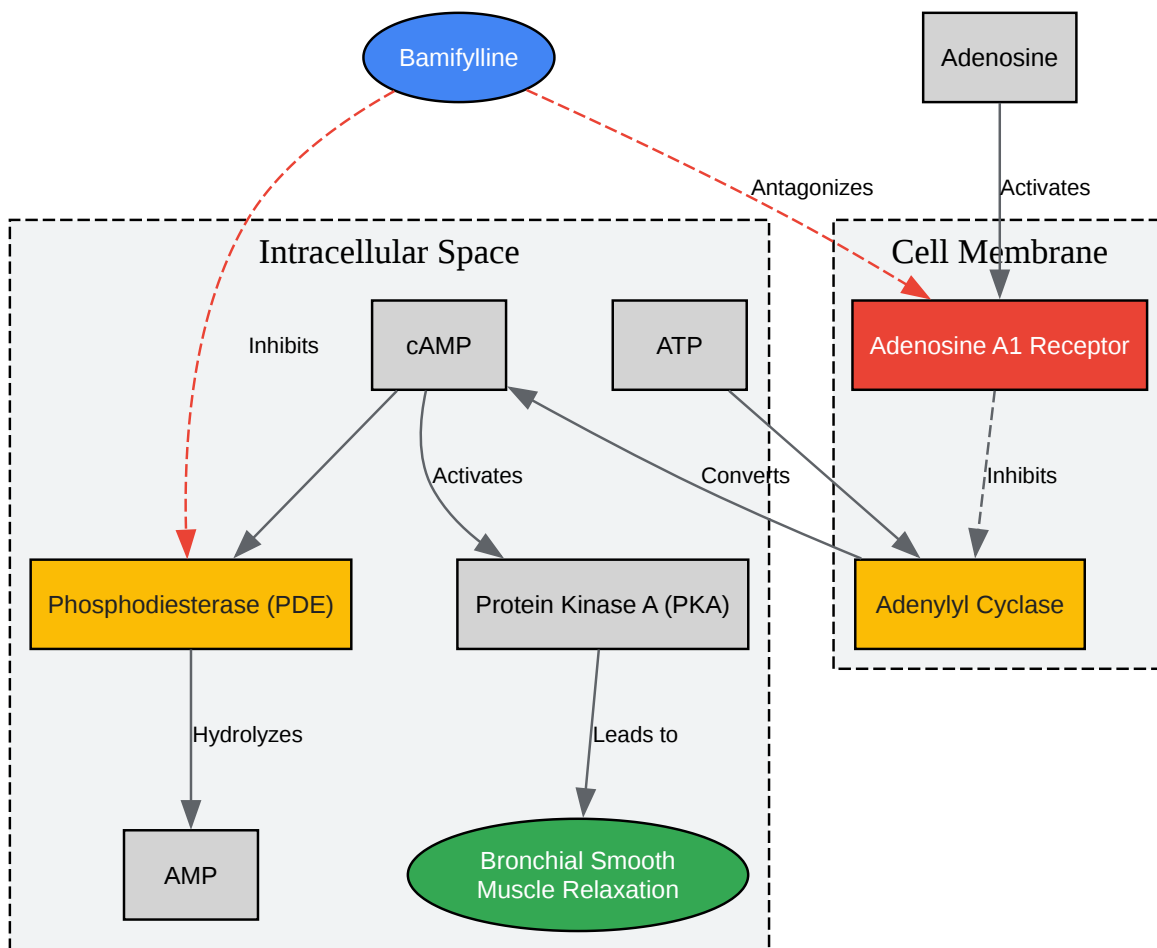 Bamifylline
Adenosine
Antagonizes
Activates
Intracellular Space
Cell Membrane
Inhibits
cAMP
ATP
Adenosine A1 Receptor
Activates
Converts
Inhibits
Phosphodiesterase (PDE)
Protein Kinase A (PKA)
Adenylyl Cyclase
Hydrolyzes
Leads to
AMP
Bronchial Smooth
Muscle Relaxation